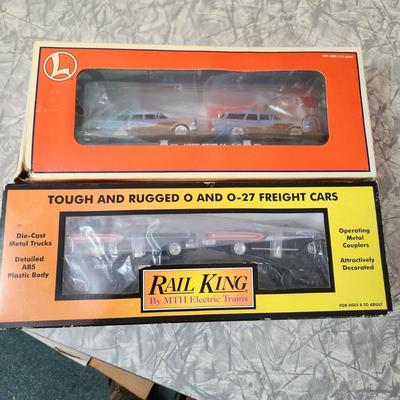 L
TOUGH AND RUGGED O AND O-27 FREIGHT CARS
Die-Cast
Metal Trucks
Detailed
ABS
Plastic Body
Operating
Metal
Couplers
Attractively
Decorated
RAIL KING
By MTH Electric Trains
FOR AGES 8 TO ADULT